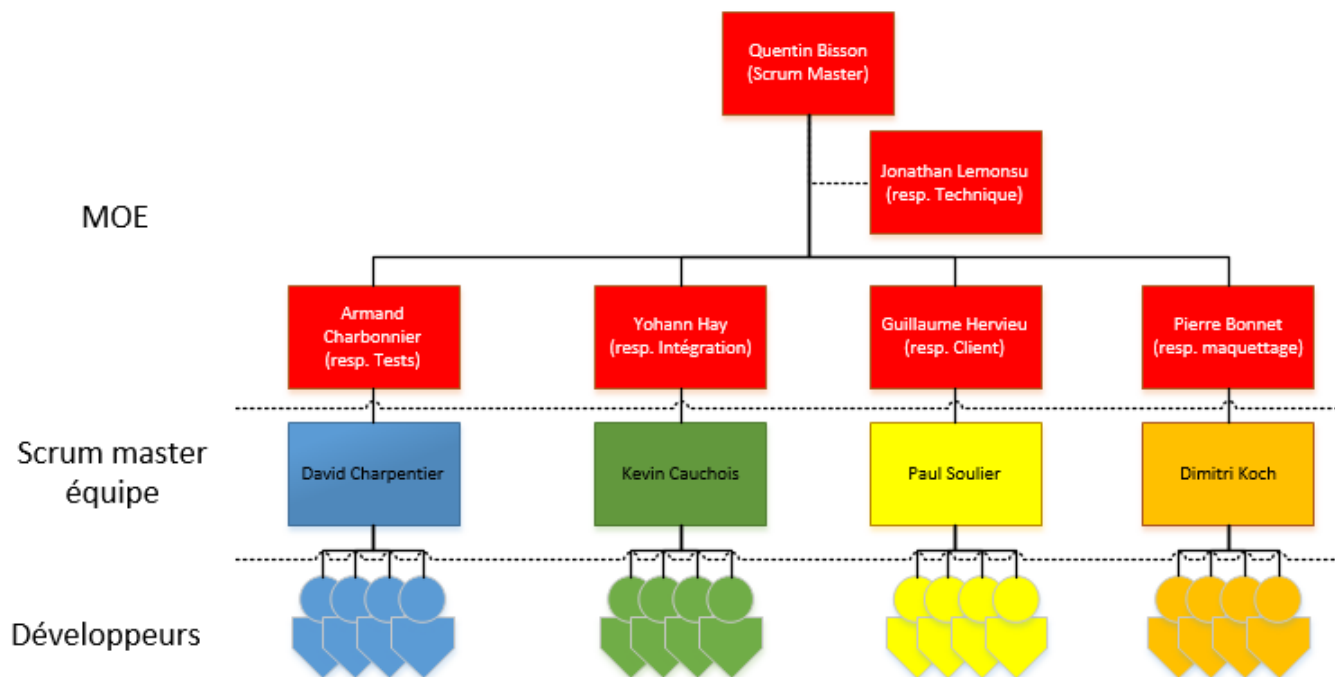 Quentin Bisson
(Scrum Master)
Jonathan Lemonsu
(resp. Technique)
MOE
Armand
Charbonnier
(resp. Tests)
Yohann Hay
(resp. Intégration)
Guillaume Hervieu
(resp. Client)
Pierre Bonnet
(resp. maquettage)
Scrum master
équipe
David Charpentier
Kevin Cauchois
Paul Soulier
Dimitri Koch
Développeurs